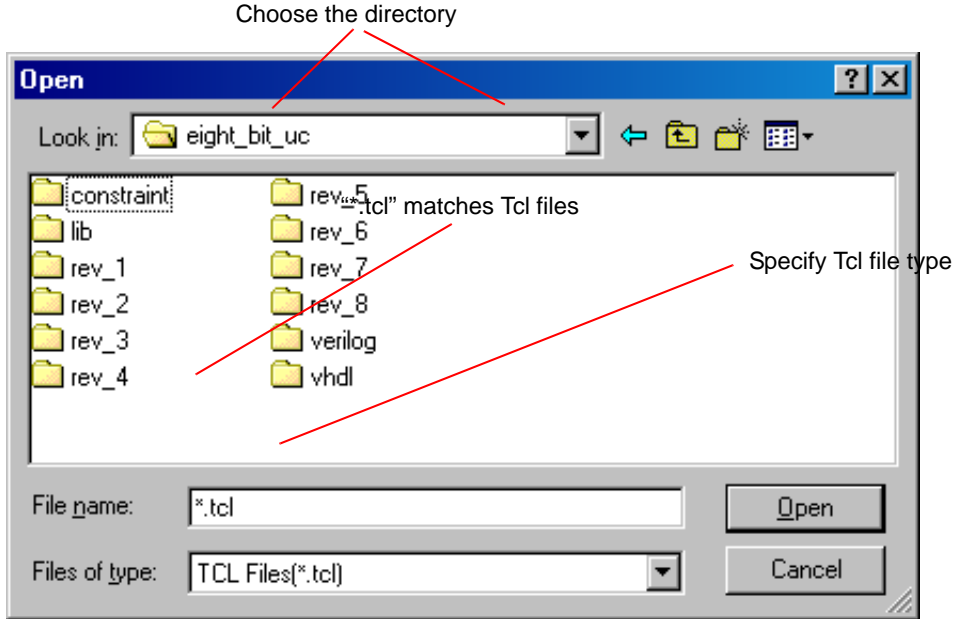 Choose the directory
Open
Look in: eight_bit_uc
constraint
lib
rev_1
rev_2
rev_3
rev_4
rev_5
rev_6
rev_7
rev_8
verilog
vhdl
“*.tcl” matches Tcl files
Specify Tcl file type
File name: *.tcl
Open
Files of type: TCL Files(*.tcl)
Cancel